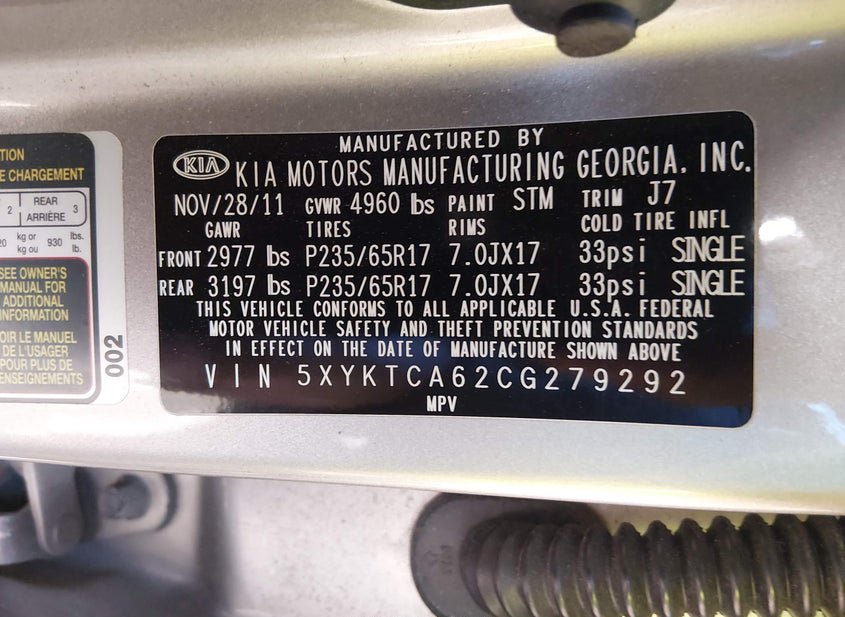 TION
E CHARGEMENT
2 REAR ARRIÈRE 3
20 kg or kg ou 930 lbs. lb.
SEE OWNER'S
MANUAL FOR
ADDITIONAL
INFORMATION
OIR LE MANUEL
DE L'USAGER
POUR PLUS DE
ENSEIGNEMENTS
002
MANUFACTURED BY
KIA KIA MOTORS MANUFACTURING GEORGIA, INC.
NOV/28/11 GVWR 4960 lbs PAINT STM TRIM J7
GAWR TIRES RIMS COLD TIRE INFL
FRONT 2977 lbs P235/65R17 7.0JX17 33psi SINGLE
REAR 3197 lbs P235/65R17 7.0JX17 33psi SINGLE
THIS VEHICLE CONFORMS TO ALL APPLICABLE U.S.A. FEDERAL
MOTOR VEHICLE SAFETY AND THEFT PREVENTION STANDARDS
IN EFFECT ON THE DATE OF MANUFACTURE SHOWN ABOVE
VIN 5XYKTCA62CG279292
MPV